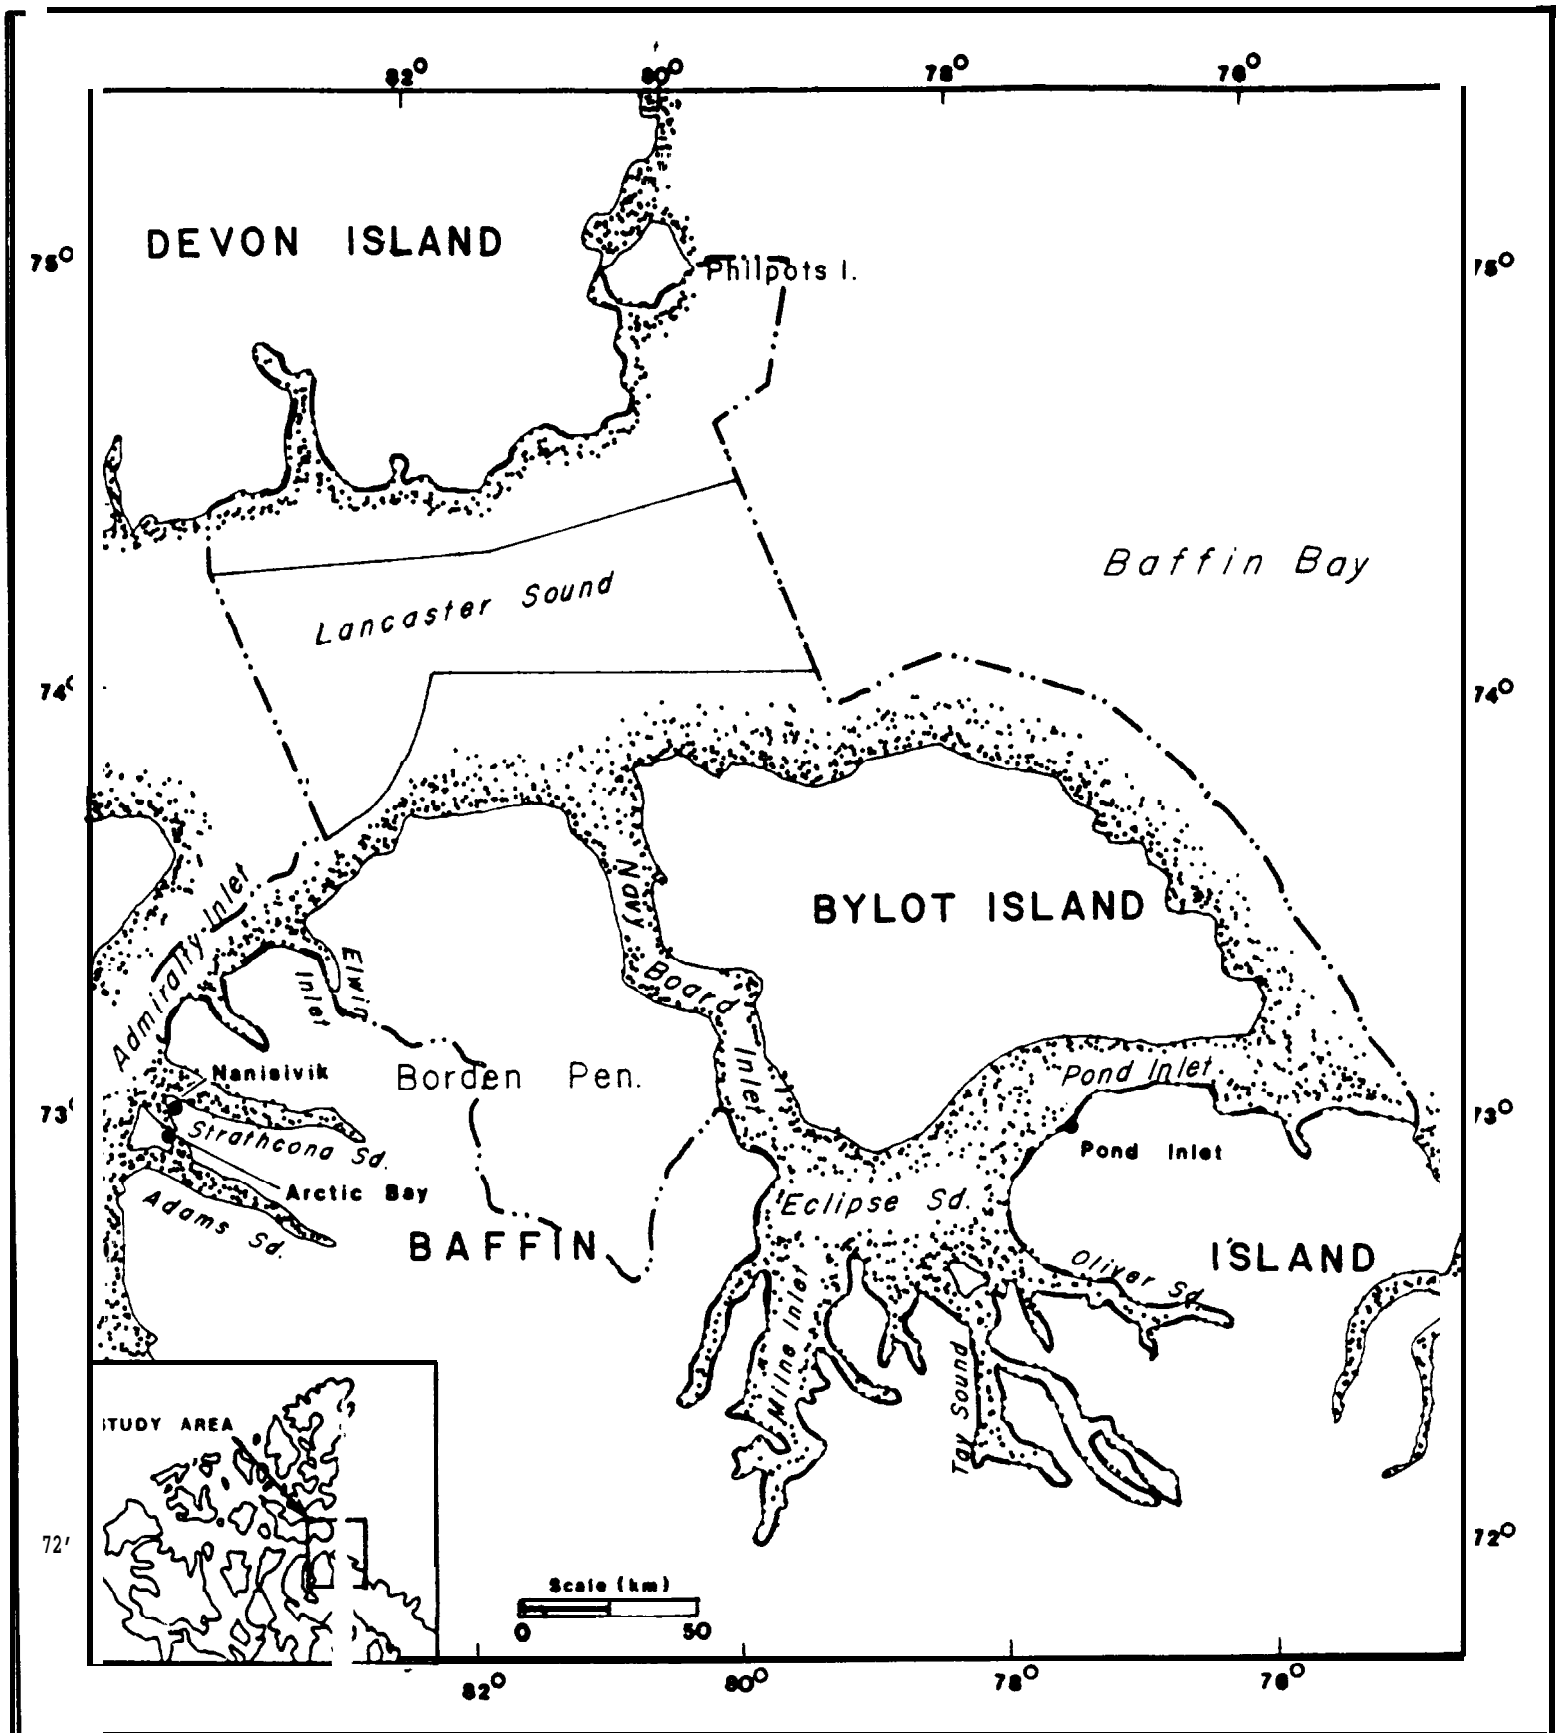 82° 80° 78° 76°
DEVON ISLAND
75° 75°
Philpots I.
Baffin Bay
Lancaster Sound
74° 74°
Admiralty Inlet
Navy Board Inlet
BYLOT ISLAND
Elwin
Inlet
Borden Pen.
Pond Inlet
Nanisivik
73° 73°
Strathcona Sd.
Pond Inlet
Arctic Bay
Adams Sd.
Eclipse Sd.
BAFFIN
ISLAND
Oliver Sd.
Milne Inlet
Tay Sound
STUDY AREA
72' 72°
Scale (km)
0 50
82° 80° 78° 76°